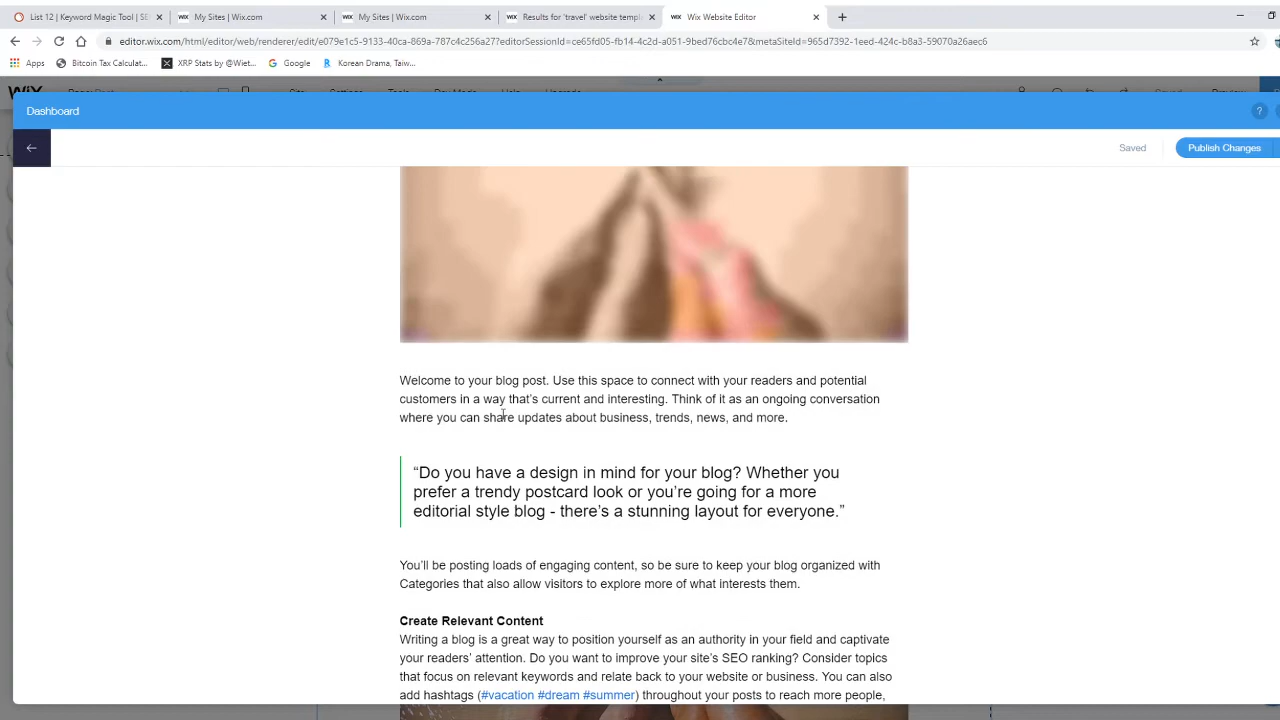 List 12 | Keyword Magic Tool | SE
My Sites | Wix.com
My Sites | Wix.com
Results for 'travel' website templ
Wix Website Editor
editor.wix.com/html/editor/web/renderer/edit/e079e1c5-9133-40ca-869a-787c4c256a27?editorSessionId=ce65fd05-fb14-4c2d-a051-9bed76cbc4e7&metaSiteId=965d7392-1eed-424c-b8a3-59070a26aec6
Apps
Bitcoin Tax Calculat...
XRP Stats by @Wiet...
Google
Korean Drama, Taiw...
Dashboard
Saved
Publish Changes
Welcome to your blog post. Use this space to connect with your readers and potential
customers in a way that's current and interesting. Think of it as an ongoing conversation
where you can share updates about business, trends, news, and more.
“Do you have a design in mind for your blog? Whether you
prefer a trendy postcard look or you’re going for a more
editorial style blog - there’s a stunning layout for everyone.”
You’ll be posting loads of engaging content, so be sure to keep your blog organized with
Categories that also allow visitors to explore more of what interests them.
Create Relevant Content
Writing a blog is a great way to position yourself as an authority in your field and captivate
your readers’ attention. Do you want to improve your site’s SEO ranking? Consider topics
that focus on relevant keywords and relate back to your website or business. You can also
add hashtags (#vacation #dream #summer) throughout your posts to reach more people,